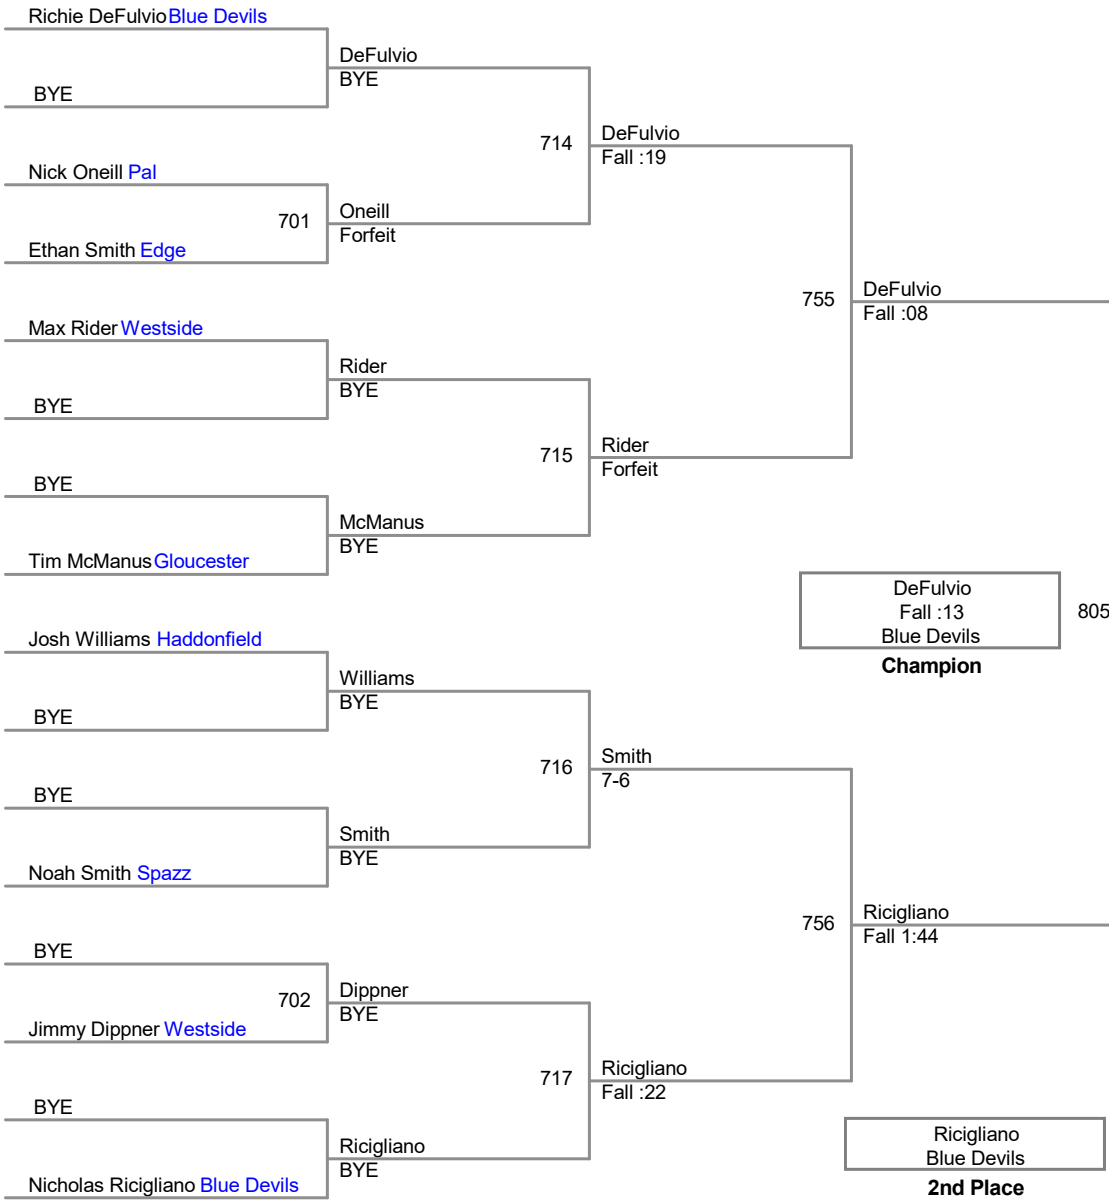 Richie DeFulvio Blue Devils
DeFulvio
BYE
BYE
714
DeFulvio
Fall :19
Nick Oneill Pal
701
Oneill
Forfeit
Ethan Smith Edge
755
DeFulvio
Fall :08
Max Rider Westside
Rider
BYE
BYE
715
Rider
Forfeit
BYE
McManus
BYE
Tim McManus Gloucester
DeFulvio
Fall :13
Blue Devils
805
Champion
Josh Williams Haddonfield
Williams
BYE
BYE
716
Smith
7-6
BYE
Smith
BYE
Noah Smith Spazz
756
Ricigliano
Fall 1:44
BYE
702
Dippner
BYE
Jimmy Dippner Westside
717
Ricigliano
Fall :22
BYE
Ricigliano
BYE
Nicholas Ricigliano Blue Devils
Ricigliano
Blue Devils
2nd Place